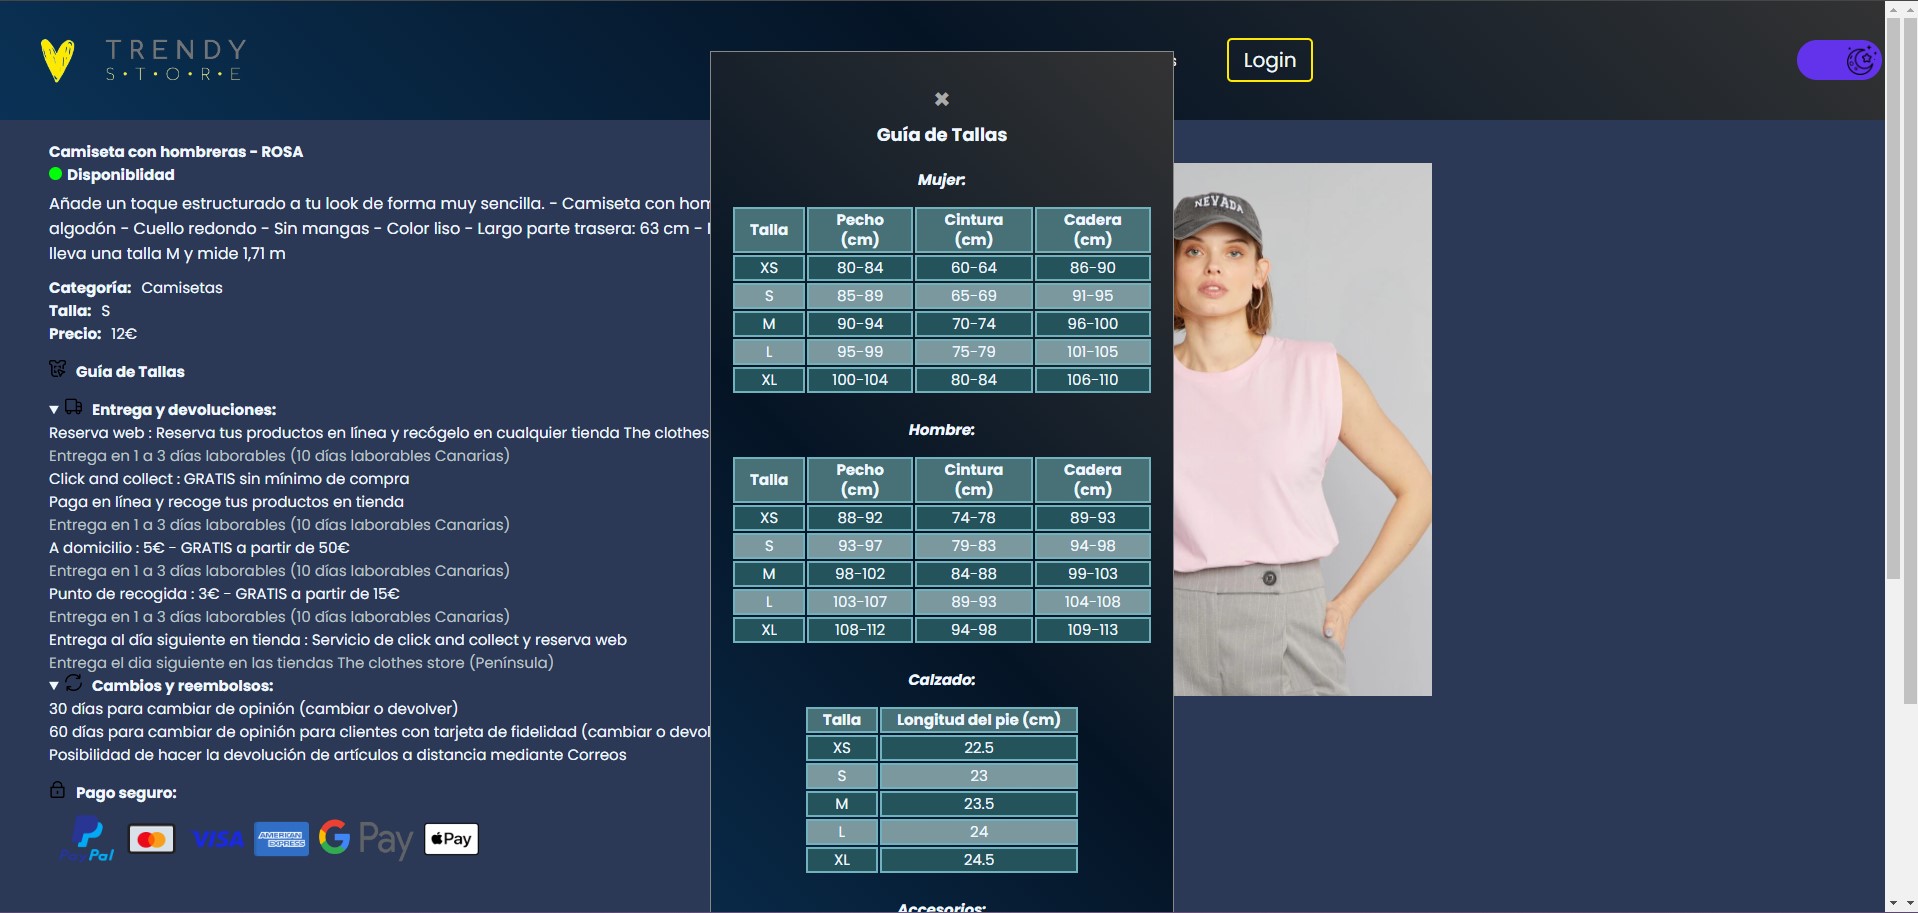 TRENDY
S·T·O·R·E
Login
Camiseta con hombreras - ROSA
Disponiblidad
Añade un toque estructurado a tu look de forma muy sencilla. - Camiseta con hom
algodón - Cuello redondo - Sin mangas - Color liso - Largo parte trasera: 63 cm -
lleva una talla M y mide 1,71 m
Categoría: Camisetas
Talla: S
Precio: 12€
Guía de Tallas
Entrega y devoluciones:
Reserva web : Reserva tus productos en línea y recógelo en cualquier tienda The clothes
Entrega en 1 a 3 días laborables (10 días laborables Canarias)
Click and collect : GRATIS sin mínimo de compra
Paga en línea y recoge tus productos en tienda
Entrega en 1 a 3 días laborables (10 días laborables Canarias)
A domicilio : 5€ - GRATIS a partir de 50€
Entrega en 1 a 3 días laborables (10 días laborables Canarias)
Punto de recogida : 3€ - GRATIS a partir de 15€
Entrega en 1 a 3 días laborables (10 días laborables Canarias)
Entrega al día siguiente en tienda : Servicio de click and collect y reserva web
Entrega el dia siguiente en las tiendas The clothes store (Península)
Cambios y reembolsos:
30 días para cambiar de opinión (cambiar o devolver)
60 días para cambiar de opinión para clientes con tarjeta de fidelidad (cambiar o devol
Posibilidad de hacer la devolución de artículos a distancia mediante Correos
Pago seguro:
PayPal VISA AMERICAN EXPRESS G Pay Pay
✖
Guía de Tallas
Mujer:
Talla Pecho (cm) Cintura (cm) Cadera (cm)
XS 80-84 60-64 86-90
S 85-89 65-69 91-95
M 90-94 70-74 96-100
L 95-99 75-79 101-105
XL 100-104 80-84 106-110
Hombre:
Talla Pecho (cm) Cintura (cm) Cadera (cm)
XS 88-92 74-78 89-93
S 93-97 79-83 94-98
M 98-102 84-88 99-103
L 103-107 89-93 104-108
XL 108-112 94-98 109-113
Calzado:
Talla Longitud del pie (cm)
XS 22.5
S 23
M 23.5
L 24
XL 24.5
Accesorios:
NEVADA